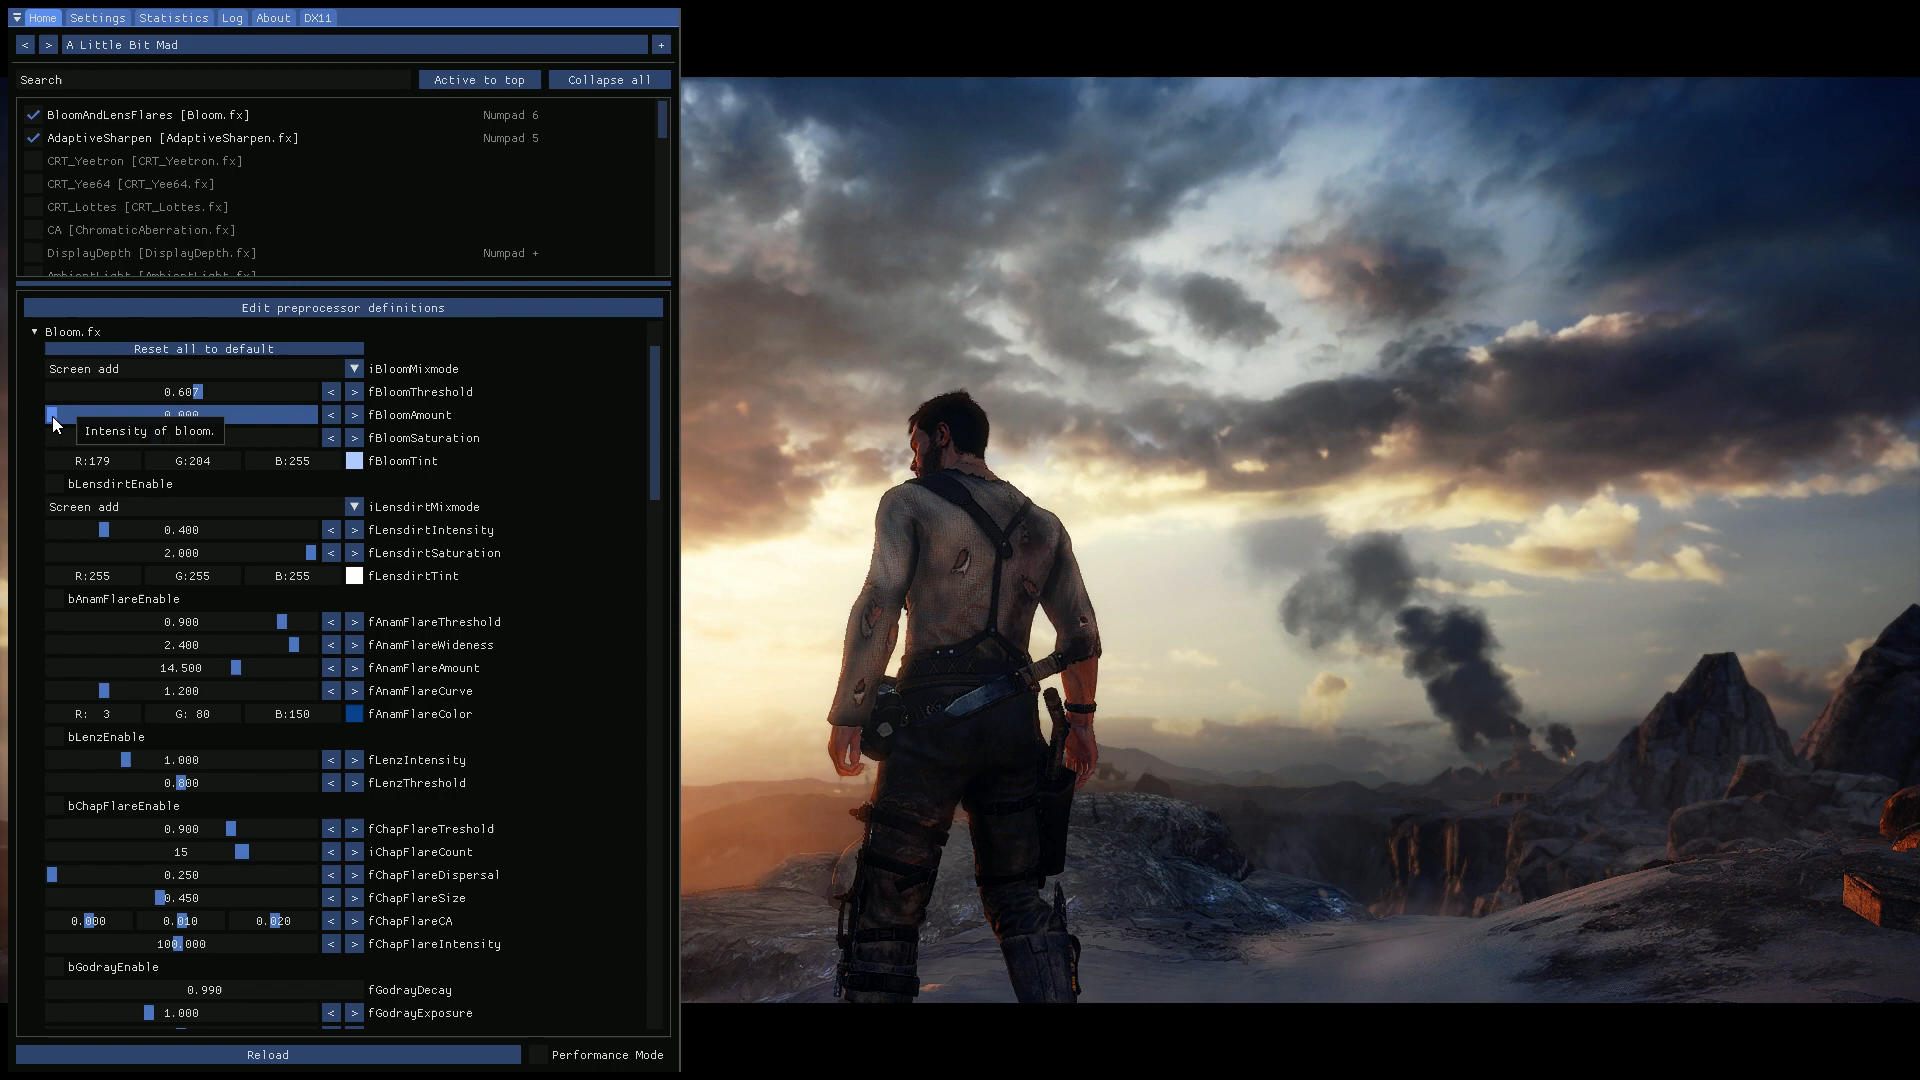 Home Settings Statistics Log About DX11
< > A Little Bit Mad +
Search Active to top Collapse all
BloomAndLensFlares [Bloom.fx] Numpad 6
AdaptiveSharpen [AdaptiveSharpen.fx] Numpad 5
CRT_Yeetron [CRT_Yeetron.fx]
CRT_Yee64 [CRT_Yee64.fx]
CRT_Lottes [CRT_Lottes.fx]
CA [ChromaticAberration.fx]
DisplayDepth [DisplayDepth.fx] Numpad +
AmbientLight [AmbientLight.fx]
Edit preprocessor definitions
Bloom.fx
Reset all to default
Screen add iBloomMixmode
0.607 < > fBloomThreshold
0.000 < > fBloomAmount
Intensity of bloom.
< > fBloomSaturation
R:179 G:204 B:255 fBloomTint
bLensdirtEnable
Screen add iLensdirtMixmode
0.400 < > fLensdirtIntensity
2.000 < > fLensdirtSaturation
R:255 G:255 B:255 fLensdirtTint
bAnamFlareEnable
0.900 < > fAnamFlareThreshold
2.400 < > fAnamFlareWideness
14.500 < > fAnamFlareAmount
1.200 < > fAnamFlareCurve
R: 3 G: 80 B:150 fAnamFlareColor
bLenzEnable
1.000 < > fLenzIntensity
0.800 < > fLenzThreshold
bChapFlareEnable
0.900 < > fChapFlareTreshold
15 < > iChapFlareCount
0.250 < > fChapFlareDispersal
0.450 < > fChapFlareSize
0.000 0.010 0.020 < > fChapFlareCA
100.000 < > fChapFlareIntensity
bGodrayEnable
0.990 fGodrayDecay
1.000 < > fGodrayExposure
Reload Performance Mode